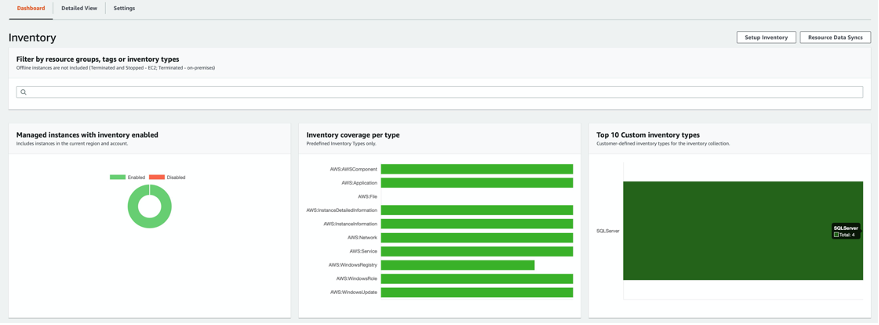 Dashboard
Detailed View
Settings
Inventory
Setup Inventory
Resource Data Syncs
Filter by resource groups, tags or inventory types
Offline instances are not included (Terminated and Stopped - EC2; Terminated - on-premises)
Managed instances with inventory enabled
Includes instances in the current region and account.
Enabled
Disabled
Inventory coverage per type
Predefined Inventory Types only.
AWS:AWSComponent
AWS:Application
AWS:File
AWS:InstanceDetailedInformation
AWS:InstanceInformation
AWS:Network
AWS:Service
AWS:WindowsRegistry
AWS:WindowsRole
AWS:WindowsUpdate
Top 10 Custom inventory types
Customer-defined inventory types for the inventory collection.
SQLServer
SQLServer
Total: 4